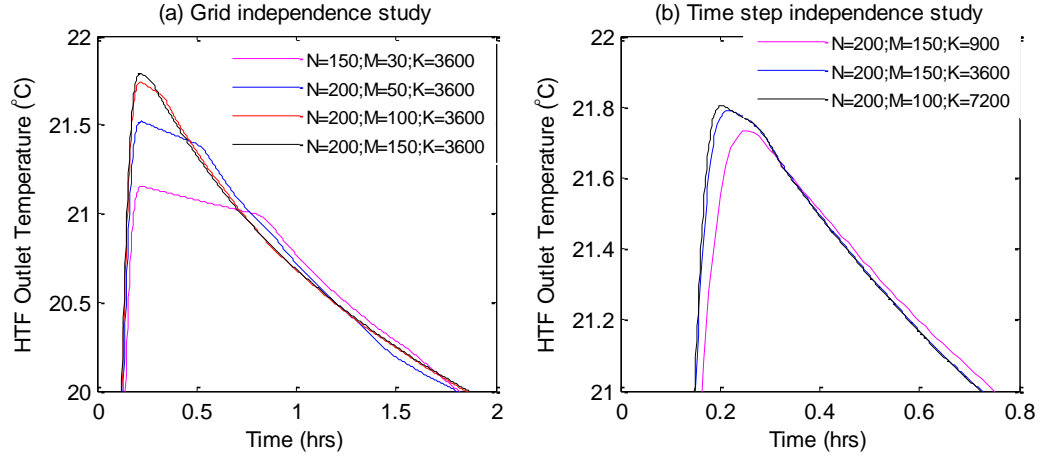 (a) Grid independence study
22
21.5
21
20.5
20
HTF Outlet Temperature (°C)
N=150;M=30;K=3600
N=200;M=50;K=3600
N=200;M=100;K=3600
N=200;M=150;K=3600
0 0.5 1 1.5 2
Time (hrs)
(b) Time step independence study
22
21.8
21.6
21.4
21.2
21
HTF Outlet Temperature (°C)
N=200;M=150;K=900
N=200;M=150;K=3600
N=200;M=100;K=7200
0 0.2 0.4 0.6 0.8
Time (hrs)